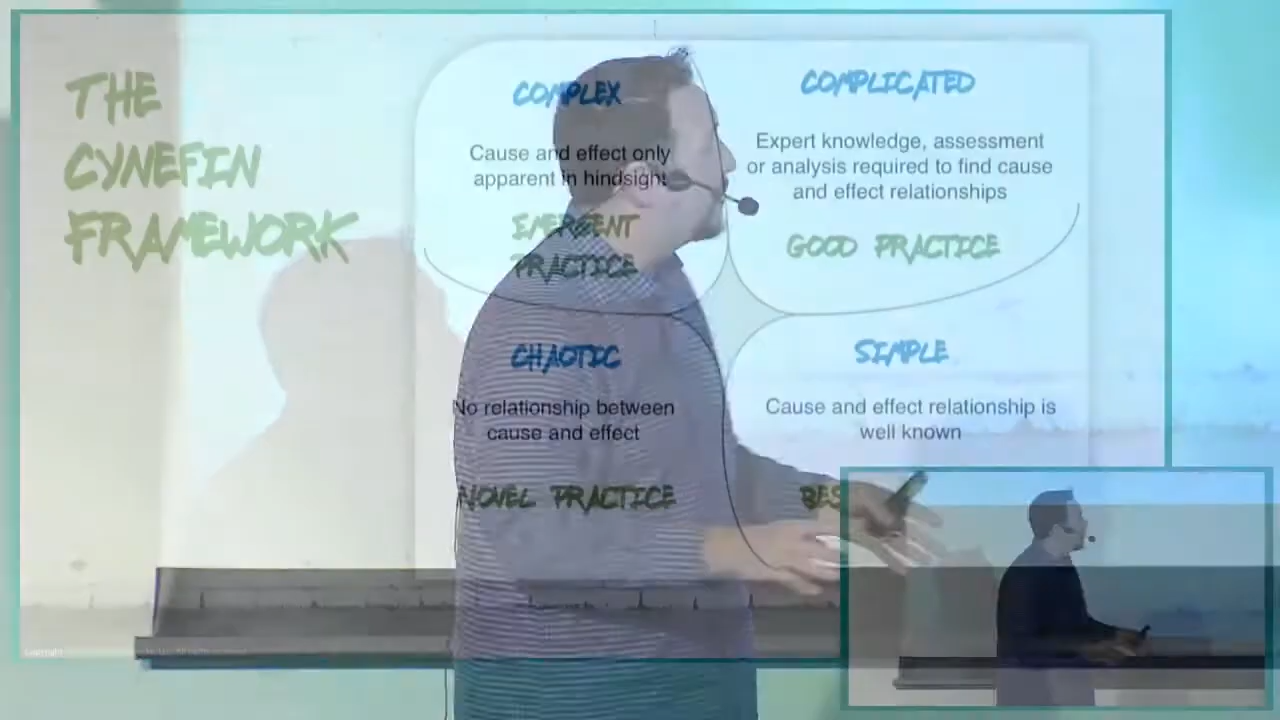 THE
CYNEFIN
FRAMEWORK
COMPLEX
Cause and effect only
apparent in hindsight
EMERGENT
PRACTICE
COMPLICATED
Expert knowledge, assessment
or analysis required to find cause
and effect relationships
GOOD PRACTICE
CHAOTIC
No relationship between
cause and effect
NOVEL PRACTICE
SIMPLE
Cause and effect relationship is
well known
BES
Copyright